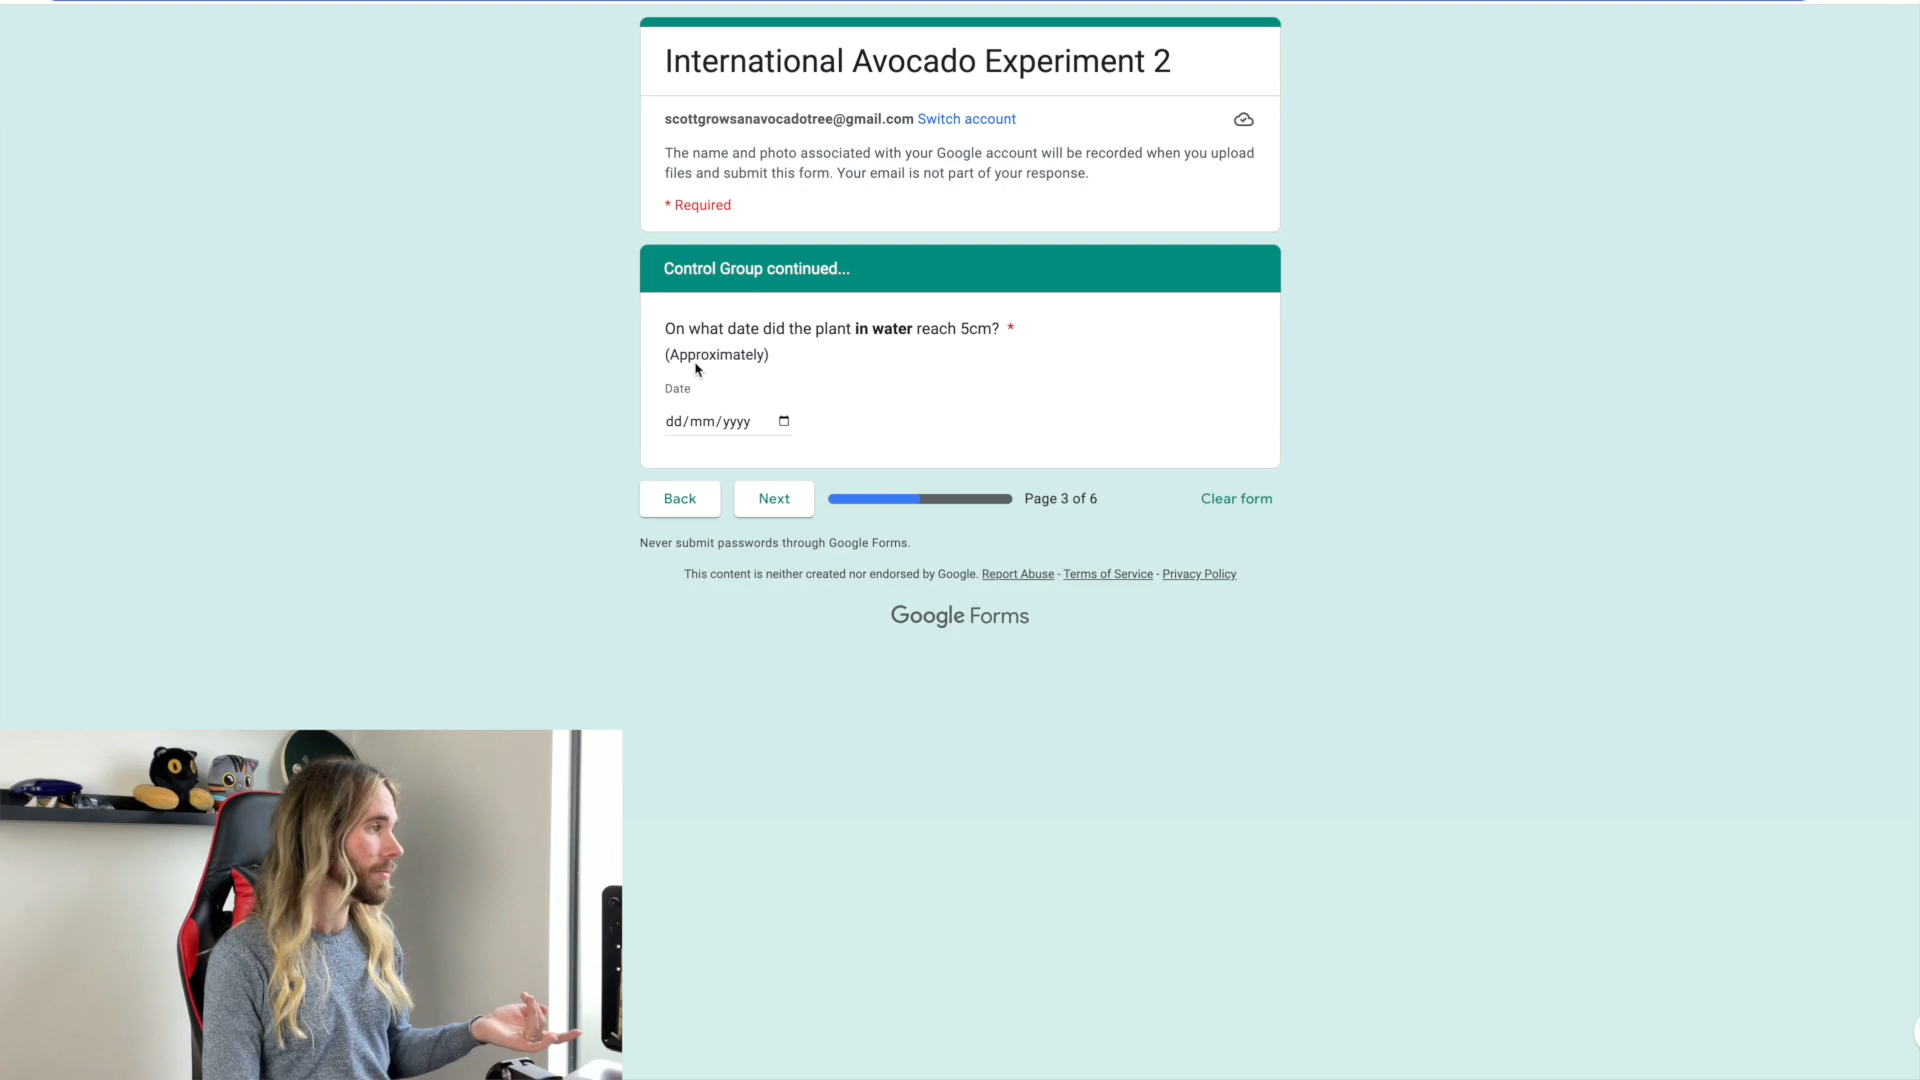 International Avocado Experiment 2
scottgrowsanavocadotree@gmail.com Switch account
The name and photo associated with your Google account will be recorded when you upload
files and submit this form. Your email is not part of your response.
* Required
Control Group continued...
On what date did the plant in water reach 5cm? *
(Approximately)
Date
dd/mm/yyyy
Back Next Page 3 of 6 Clear form
Never submit passwords through Google Forms.
This content is neither created nor endorsed by Google. Report Abuse - Terms of Service - Privacy Policy
Google Forms